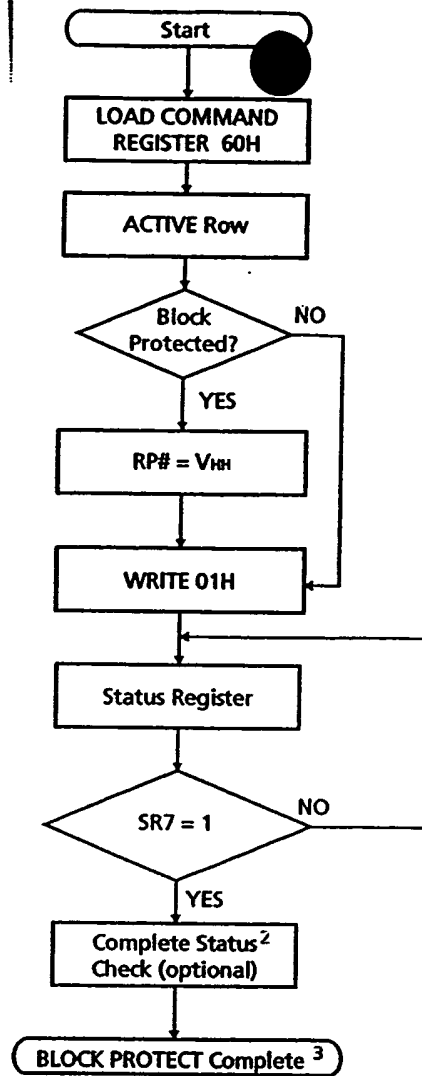 Start
LOAD COMMAND
REGISTER 60H
ACTIVE Row
Block
Protected?
NO
YES
RP# = VHH
WRITE 01H
Status Register
SR7 = 1
NO
YES
Complete Status²
Check (optional)
BLOCK PROTECT Complete ³